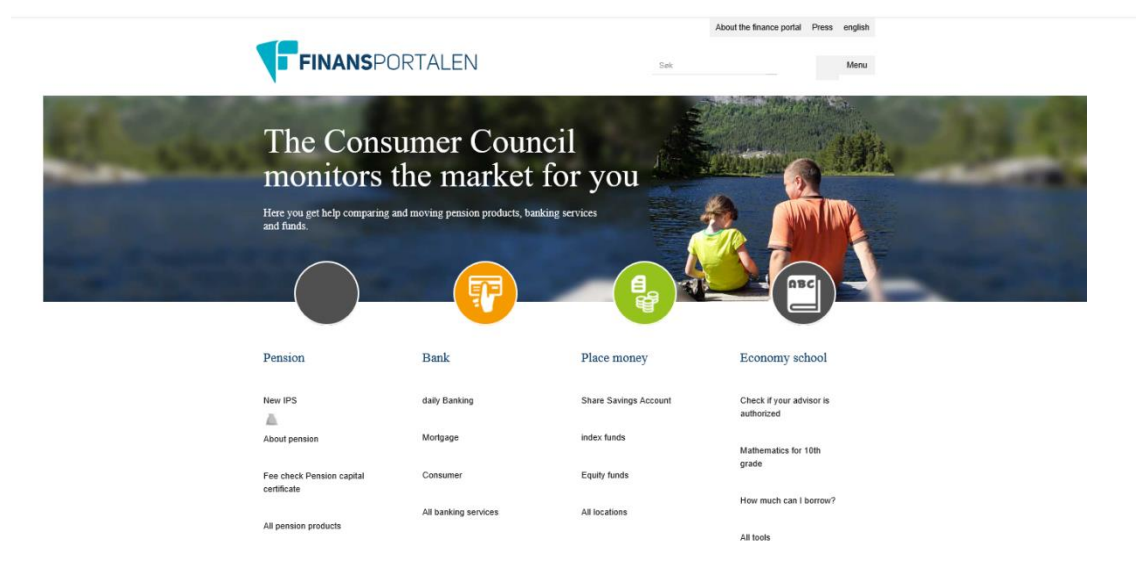 About the finance portal Press english
FINANSPORTALEN
Søk
Menu
The Consumer Council
monitors the market for you
Here you get help comparing and moving pension products, banking services
and funds.
ABC
Pension
New IPS
About pension
Fee check Pension capital
certificate
All pension products
Bank
daily Banking
Mortgage
Consumer
All banking services
Place money
Share Savings Account
index funds
Equity funds
All locations
Economy school
Check if your advisor is
authorized
Mathematics for 10th
grade
How much can I borrow?
All tools